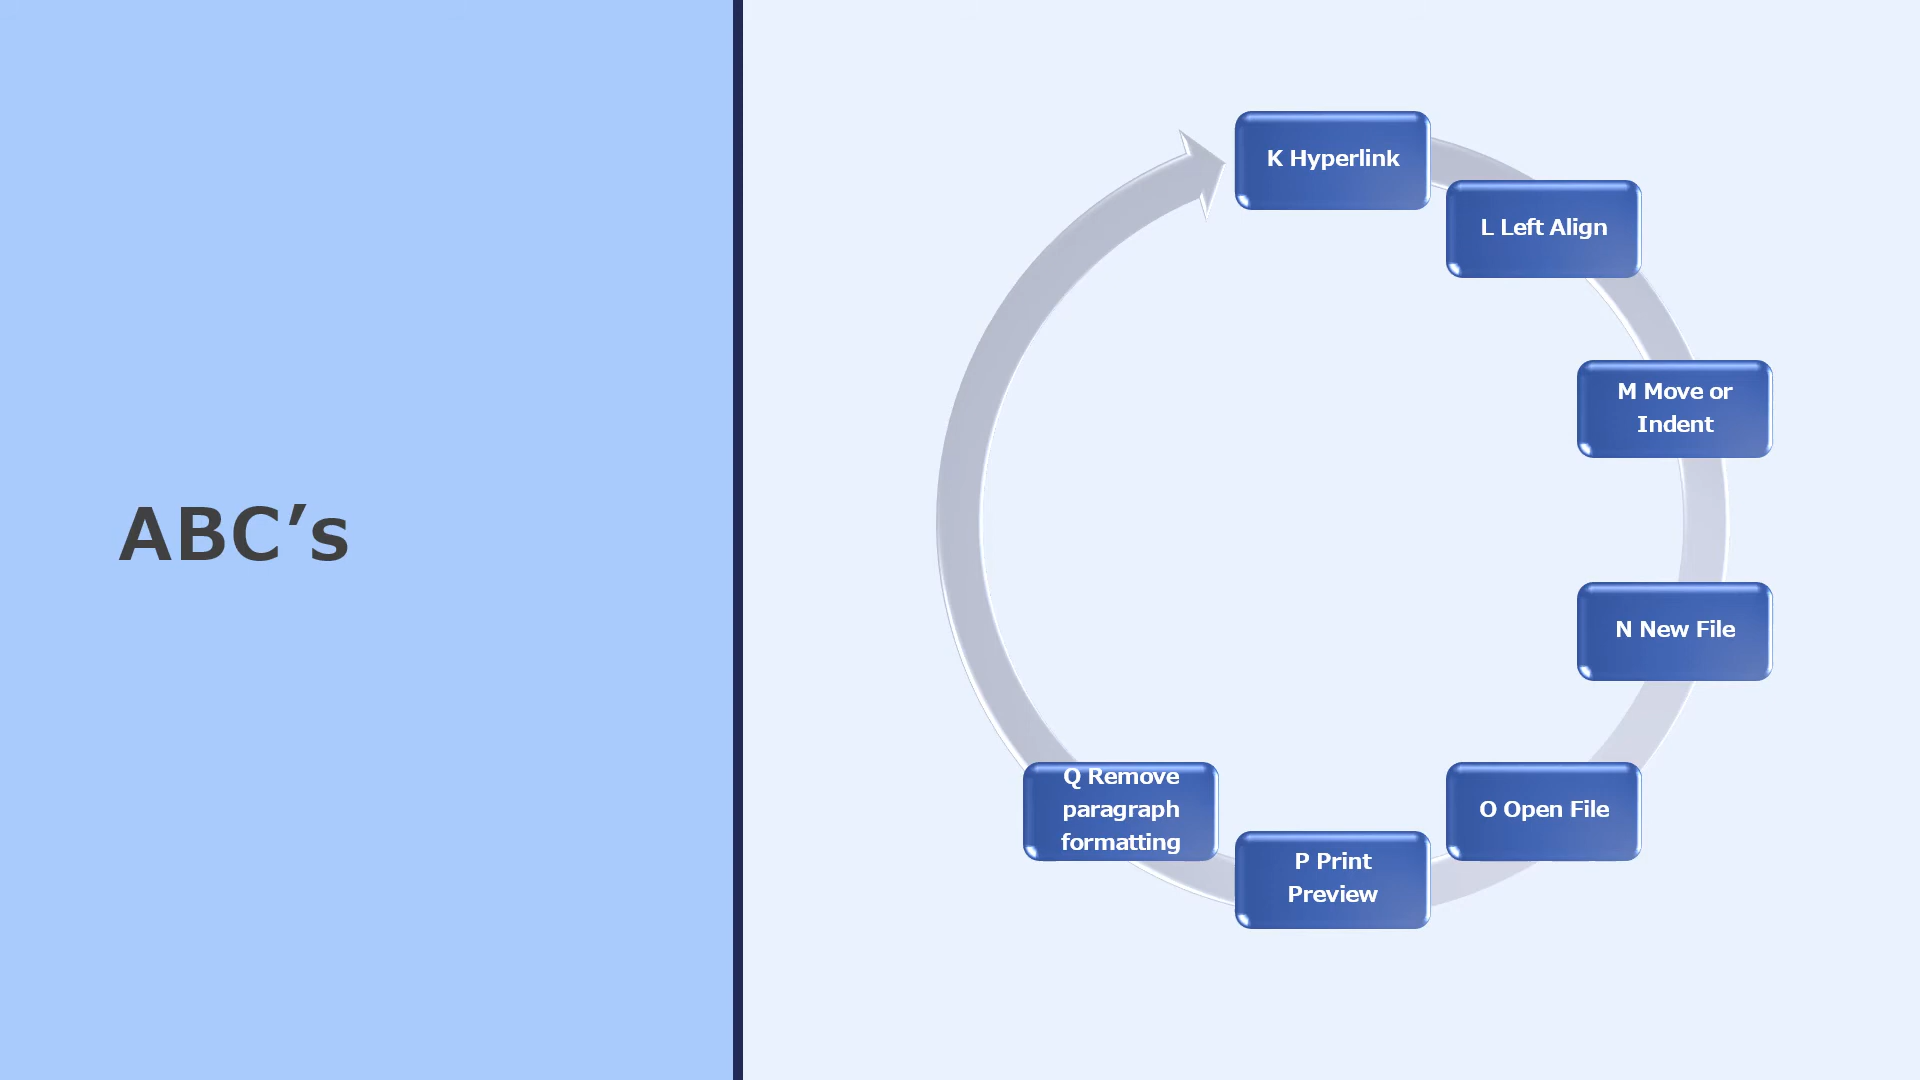 ABC’s
K Hyperlink
L Left Align
M Move or
Indent
N New File
O Open File
P Print
Preview
Q Remove
paragraph
formatting